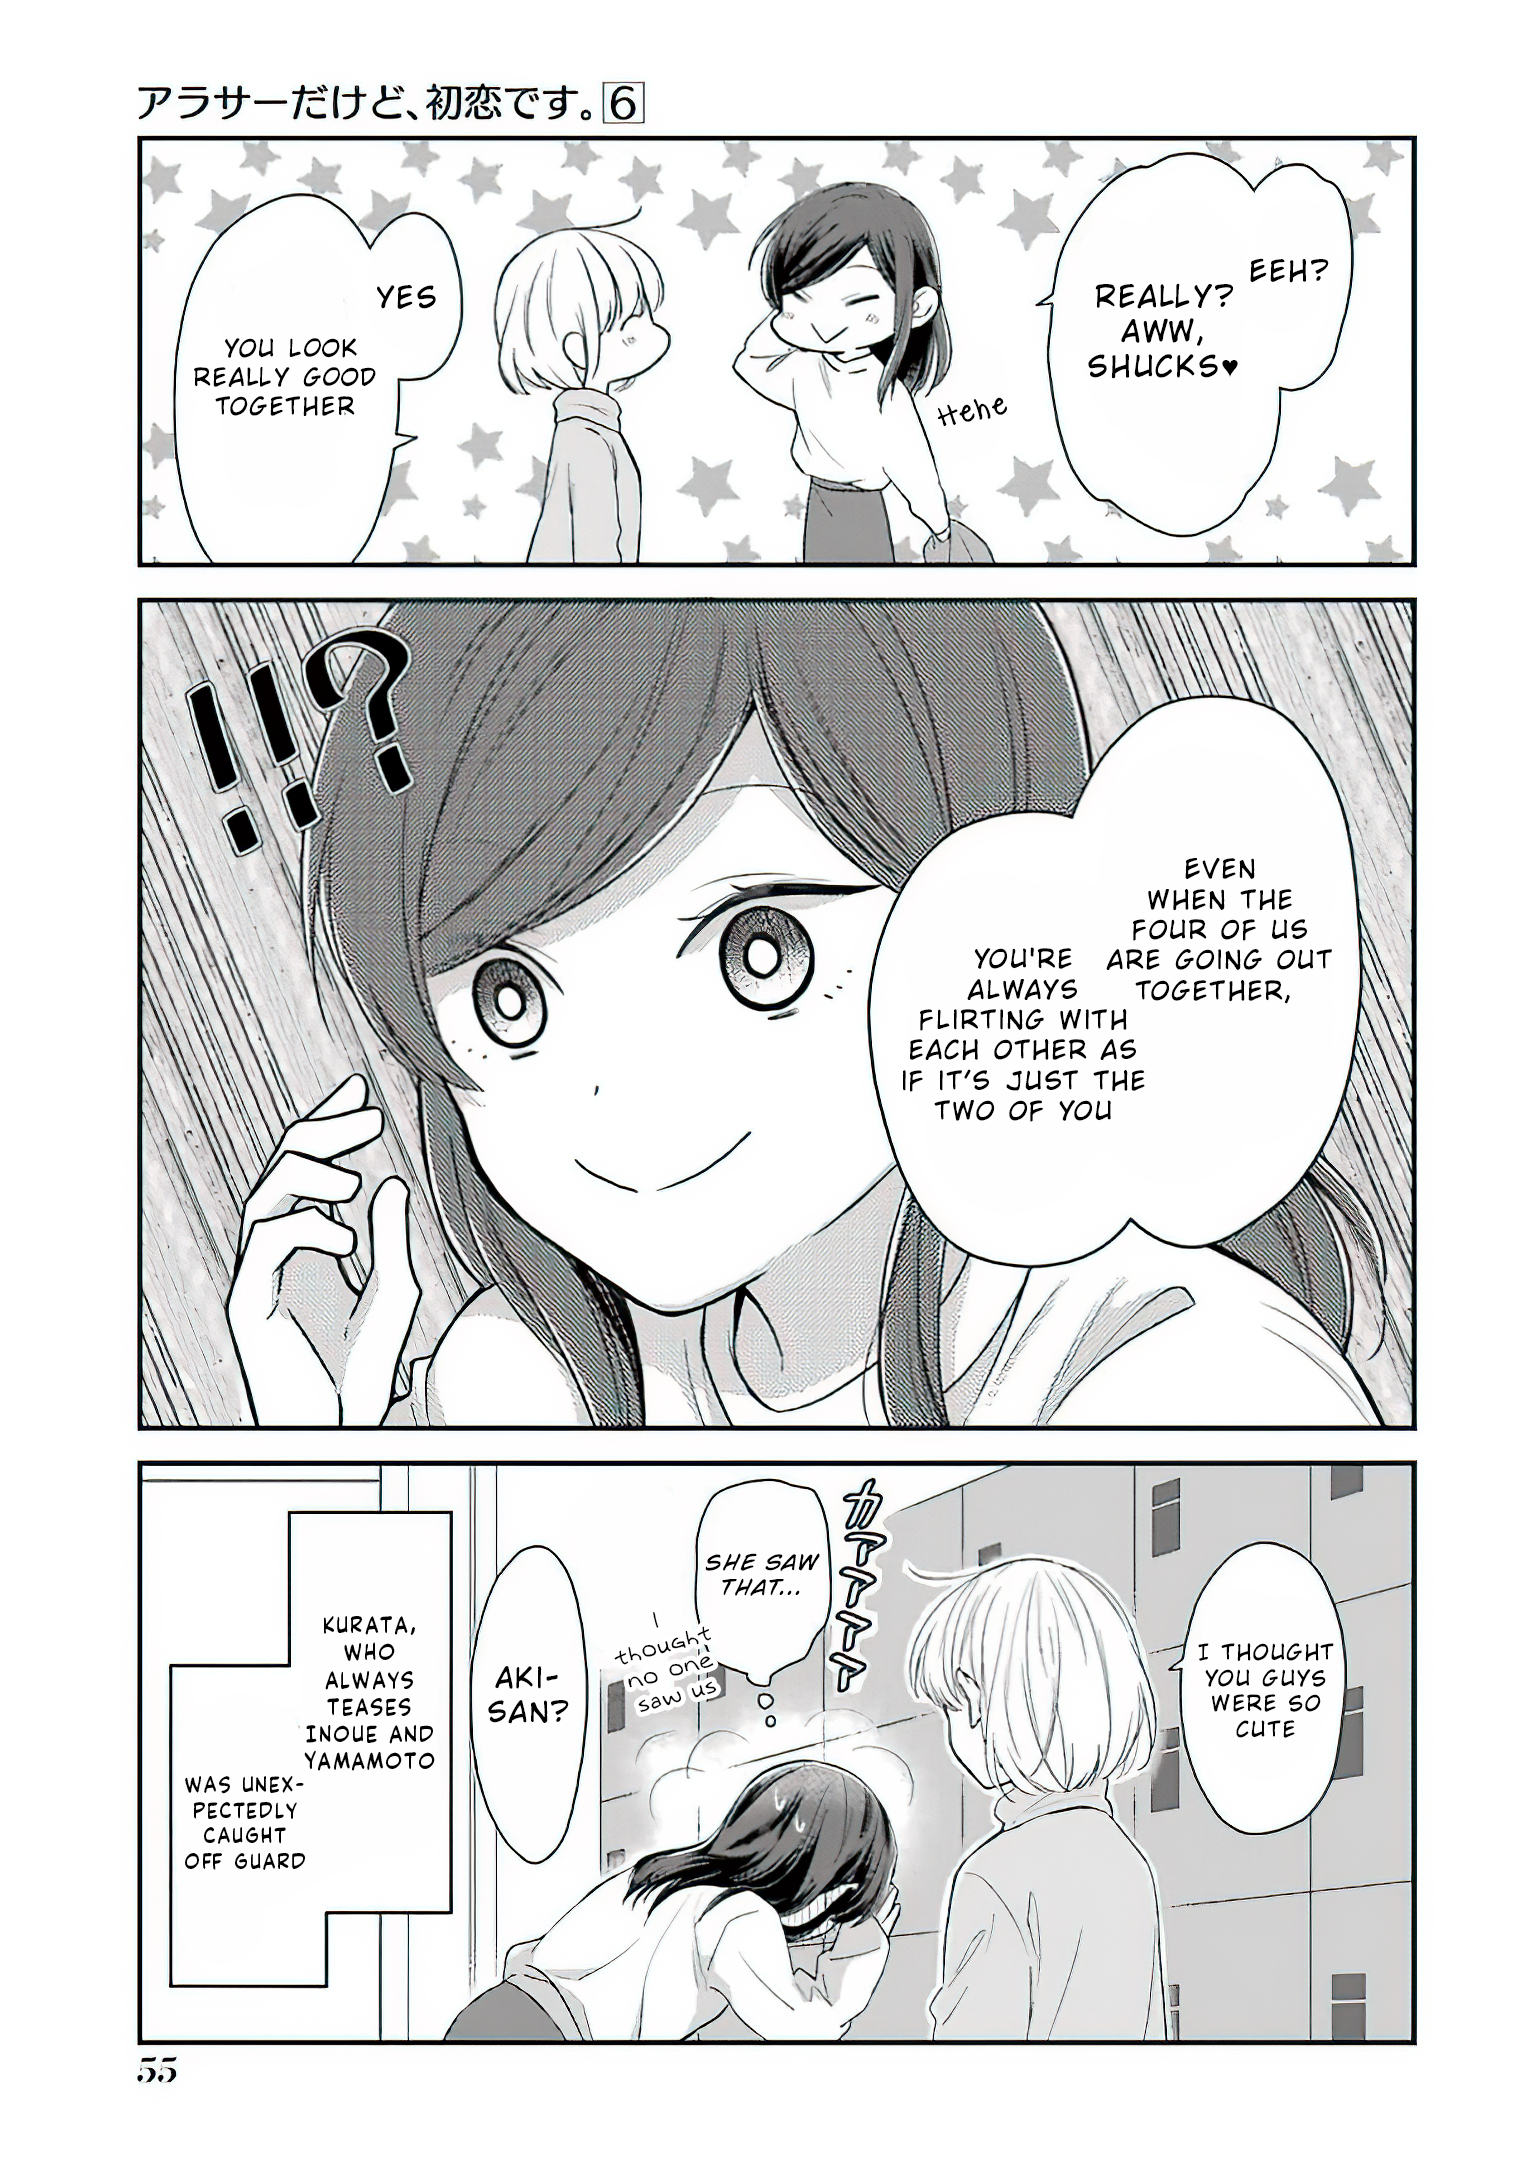 アラサーだけど、初恋です。6
EEH?
REALLY?
AWW,
SHUCKS♥
Hehe
YES
YOU LOOK
REALLY GOOD
TOGETHER
EVEN
WHEN THE
FOUR OF US
ARE GOING OUT
TOGETHER,
YOU'RE
ALWAYS
FLIRTING WITH
EACH OTHER AS
IF IT'S JUST THE
TWO OF YOU
!!?
I THOUGHT
YOU GUYS
WERE SO
CUTE
カァァァァァ
SHE SAW
THAT...
I
thought
no one
saw us
AKI-
SAN?
KURATA,
WHO
ALWAYS
TEASES
INOUE AND
YAMAMOTO
WAS UNEX-
PECTEDLY
CAUGHT
OFF GUARD
55